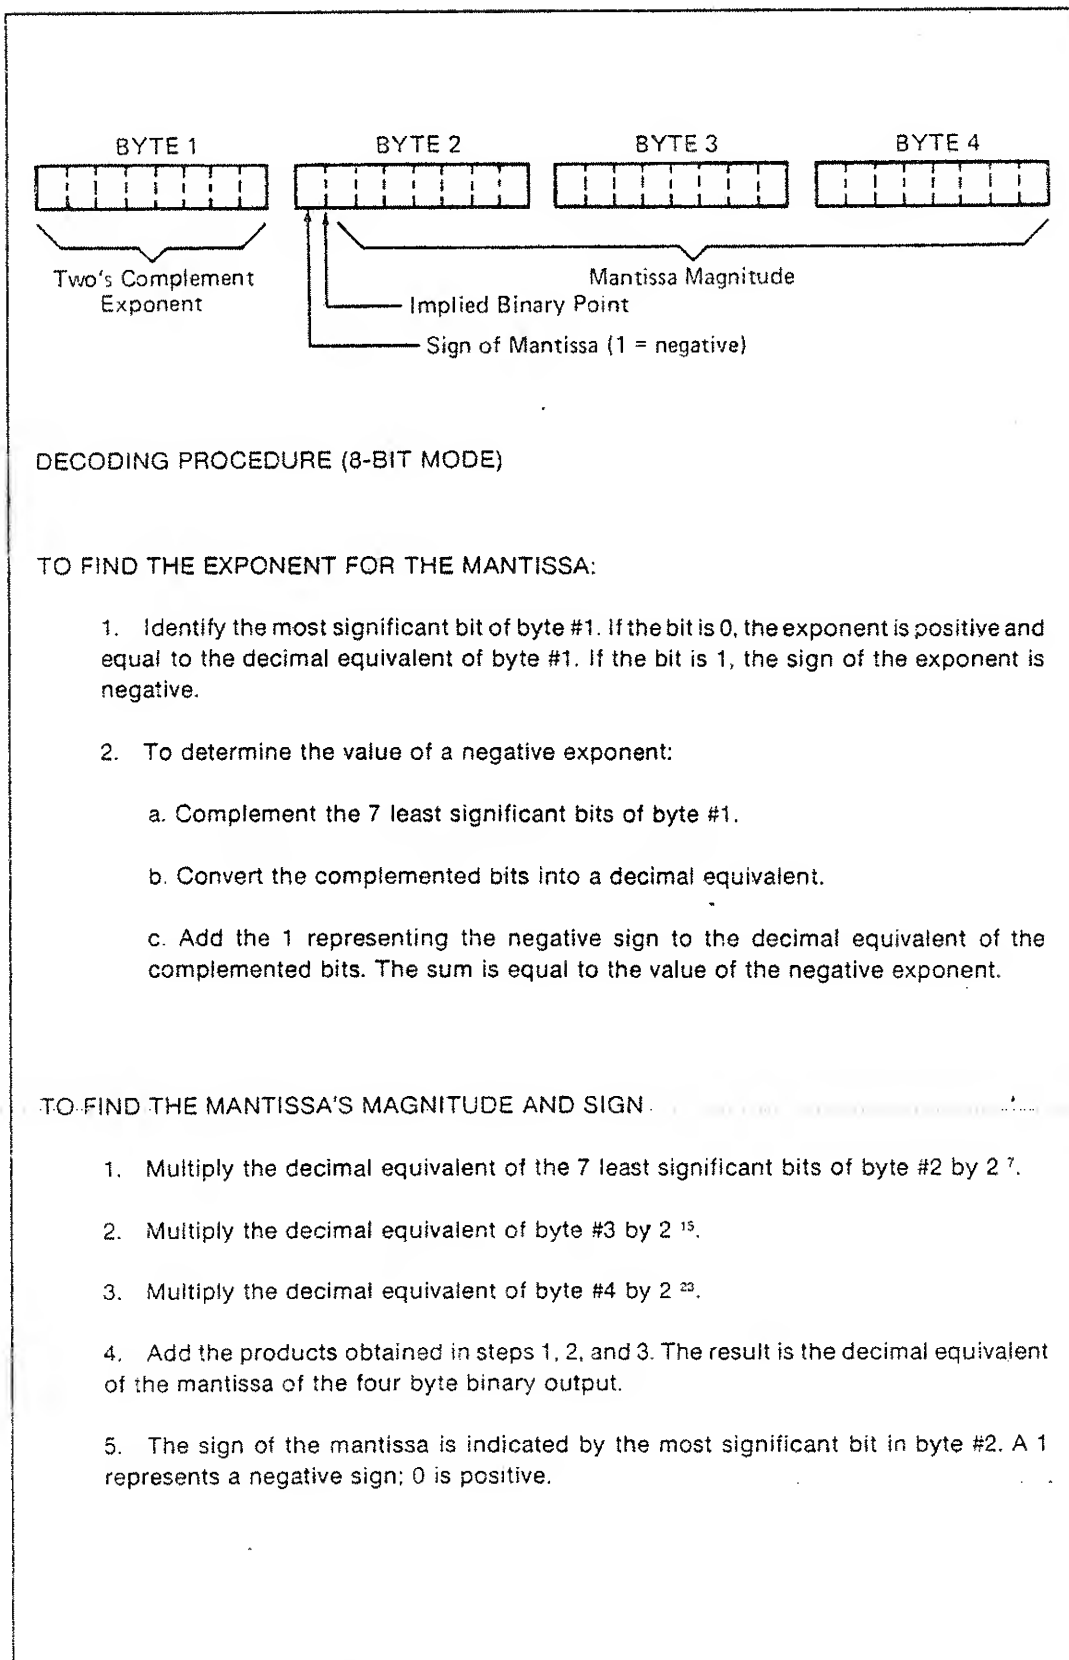 BYTE 1 BYTE 2 BYTE 3 BYTE 4
Two's Complement
Exponent
Mantissa Magnitude
Implied Binary Point
Sign of Mantissa (1 = negative)
DECODING PROCEDURE (8-BIT MODE)
TO FIND THE EXPONENT FOR THE MANTISSA:
1. Identify the most significant bit of byte #1. If the bit is 0, the exponent is positive and
equal to the decimal equivalent of byte #1. If the bit is 1, the sign of the exponent is
negative.
2. To determine the value of a negative exponent:
a. Complement the 7 least significant bits of byte #1.
b. Convert the complemented bits into a decimal equivalent.
c. Add the 1 representing the negative sign to the decimal equivalent of the
complemented bits. The sum is equal to the value of the negative exponent.
TO FIND THE MANTISSA'S MAGNITUDE AND SIGN
1. Multiply the decimal equivalent of the 7 least significant bits of byte #2 by 2 ⁷.
2. Multiply the decimal equivalent of byte #3 by 2 ¹⁵.
3. Multiply the decimal equivalent of byte #4 by 2 ²³.
4. Add the products obtained in steps 1, 2, and 3. The result is the decimal equivalent
of the mantissa of the four byte binary output.
5. The sign of the mantissa is indicated by the most significant bit in byte #2. A 1
represents a negative sign; 0 is positive.